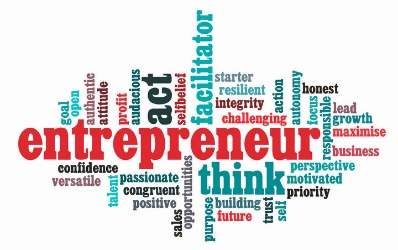 goal
open
authentic
attitude
profit
audacious
act
selfbelief
facilitator
starter
resilient
integrity
challenging
action
autonomy
honest
focus
responsible
lead
growth
maximise
entrepreneur
business
confidence
versatile
talent
passionate
congruent
positive
sales
opportunities
think
perspective
motivated
priority
purpose
building
future
trust
self